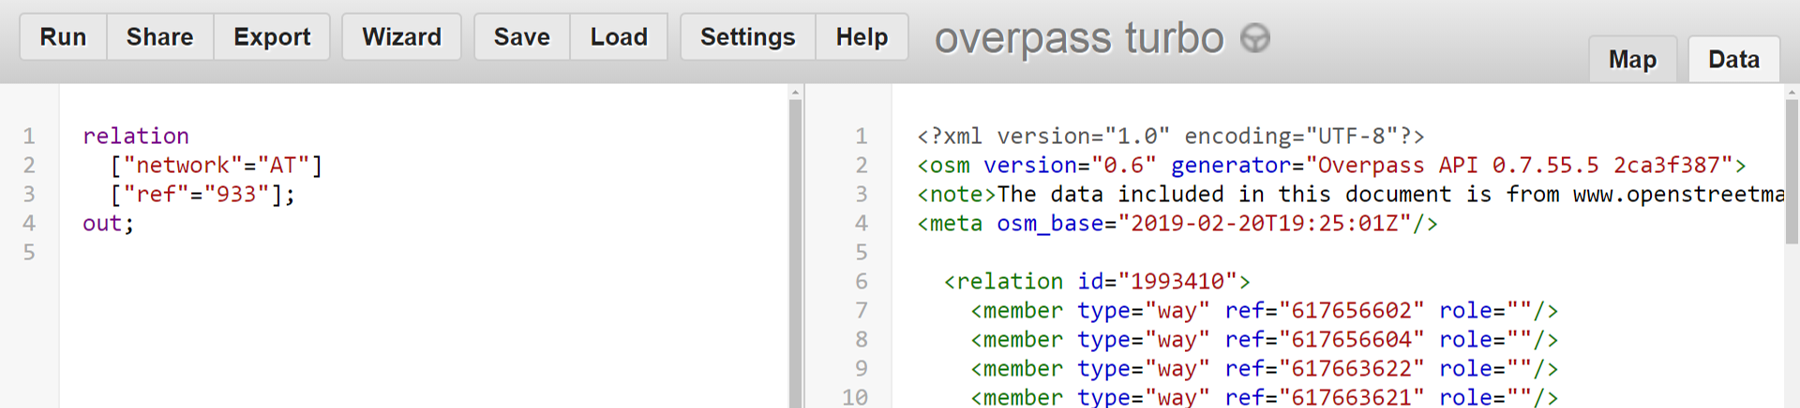 Run Share Export Wizard Save Load Settings Help overpass turbo Map Data
1 relation
2 ["network"="AT"]
3 ["ref"="933"];
4 out;
5
1 <?xml version="1.0" encoding="UTF-8"?>
2 <osm version="0.6" generator="Overpass API 0.7.55.5 2ca3f387">
3 <note>The data included in this document is from www.openstreetma
4 <meta osm_base="2019-02-20T19:25:01Z"/>
5
6 <relation id="1993410">
7 <member type="way" ref="617656602" role=""/>
8 <member type="way" ref="617656604" role=""/>
9 <member type="way" ref="617663622" role=""/>
10 <member type="way" ref="617663621" role=""/>